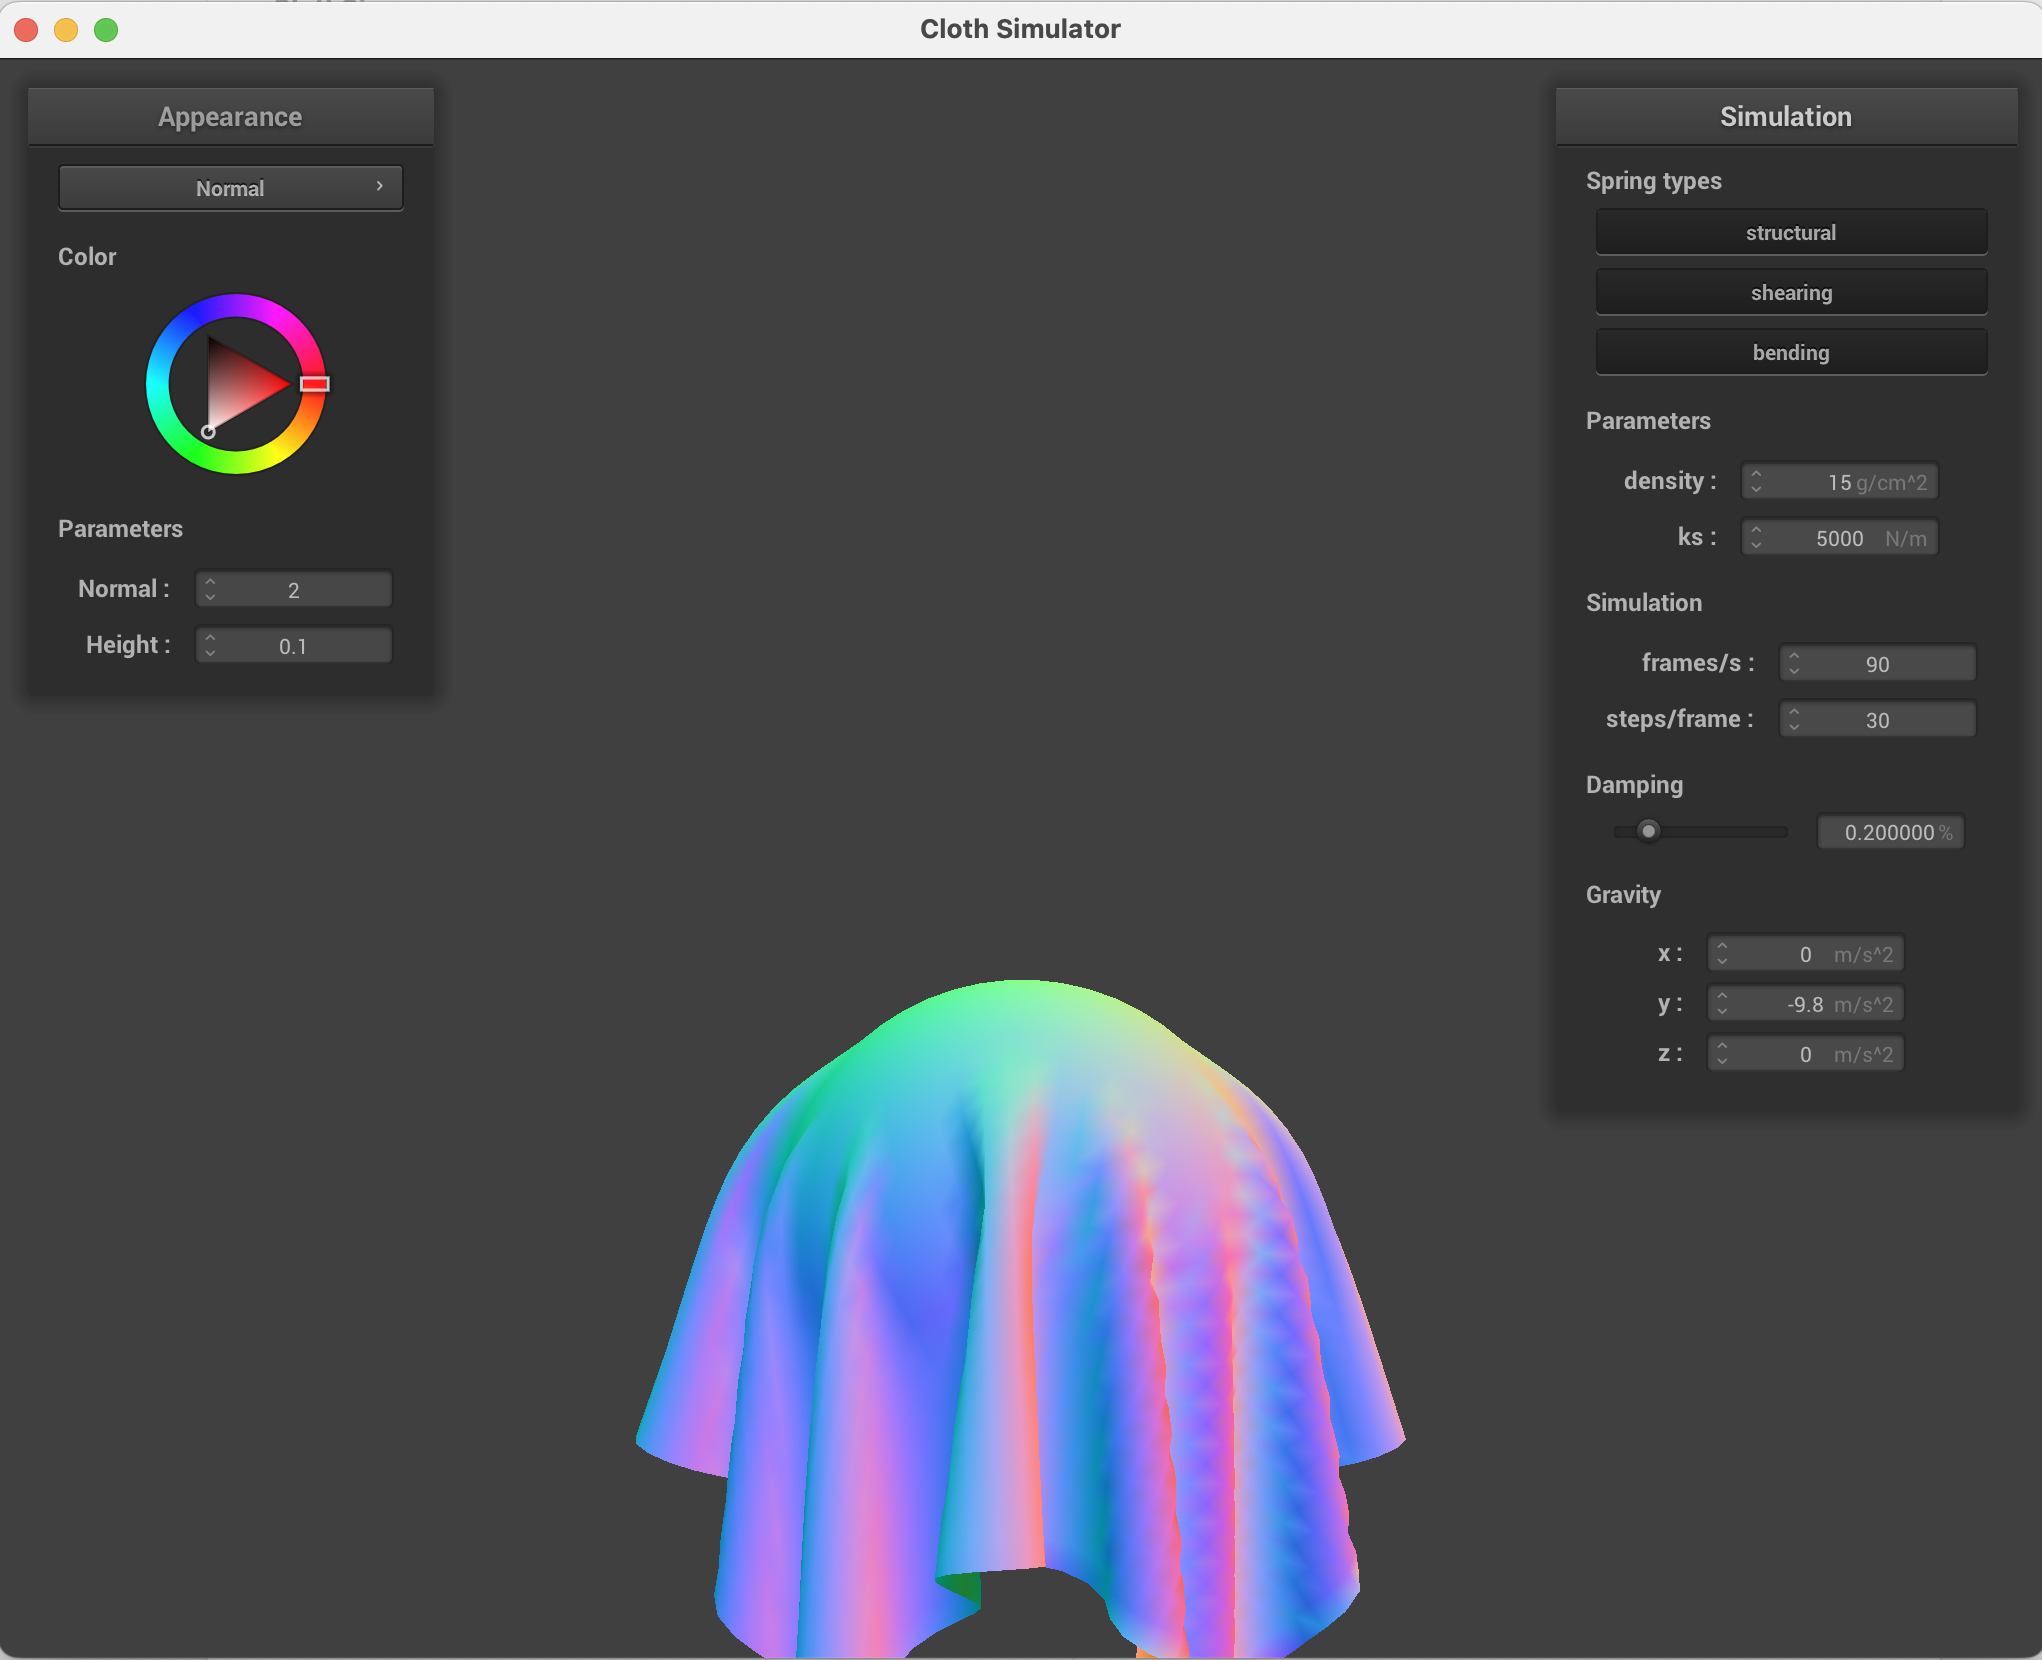 Cloth Simulator
Appearance
Normal
Color
Parameters
Normal : 2
Height : 0.1
Simulation
Spring types
structural
shearing
bending
Parameters
density : 15 g/cm^2
ks : 5000 N/m
Simulation
frames/s : 90
steps/frame : 30
Damping
0.200000 %
Gravity
x : 0 m/s^2
y : -9.8 m/s^2
z : 0 m/s^2